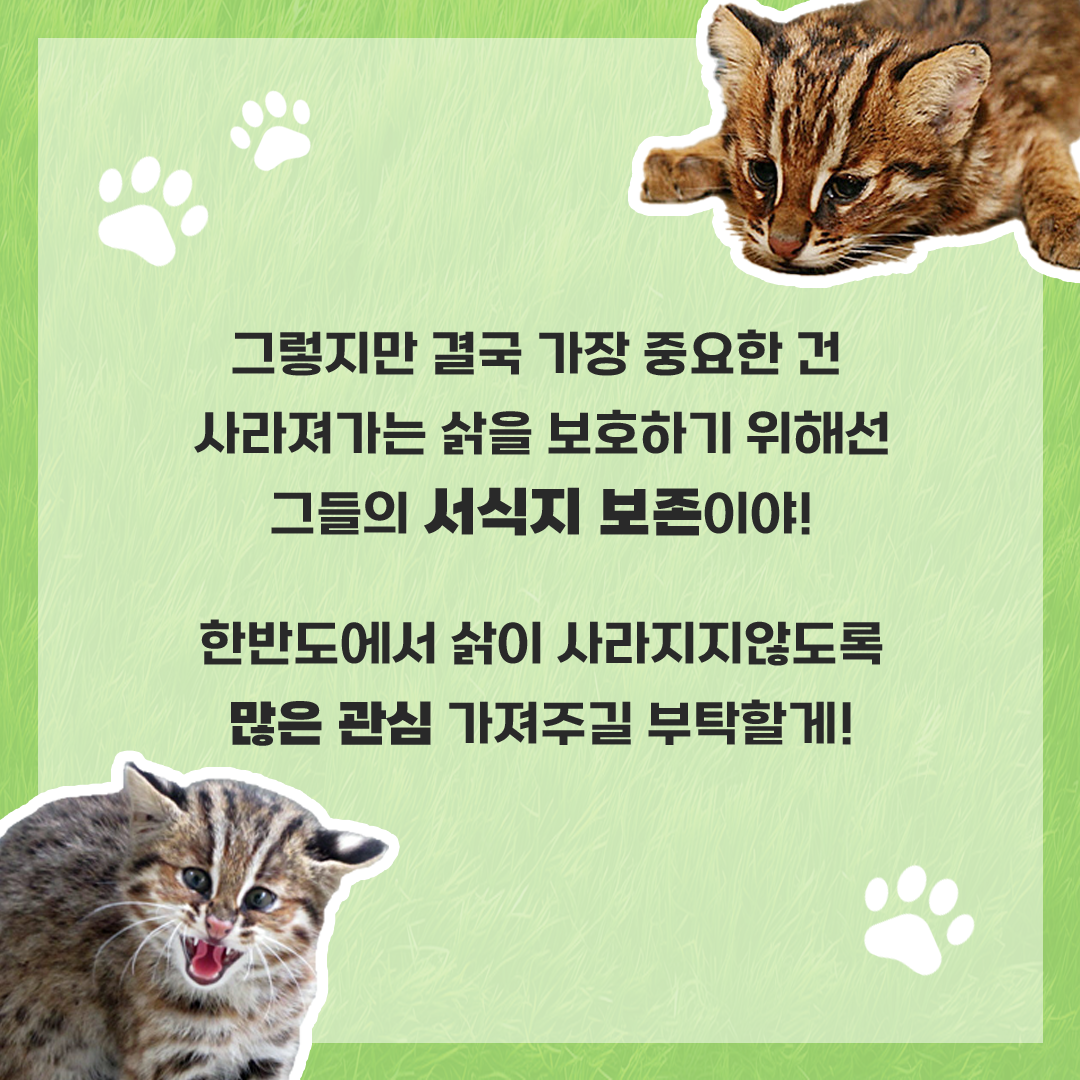 그렇지만 결국 가장 중요한 건
사라져가는 삵을 보호하기 위해선
그들의 서식지 보존이야!
한반도에서 삵이 사라지지않도록
많은 관심 가져주길 부탁할게!